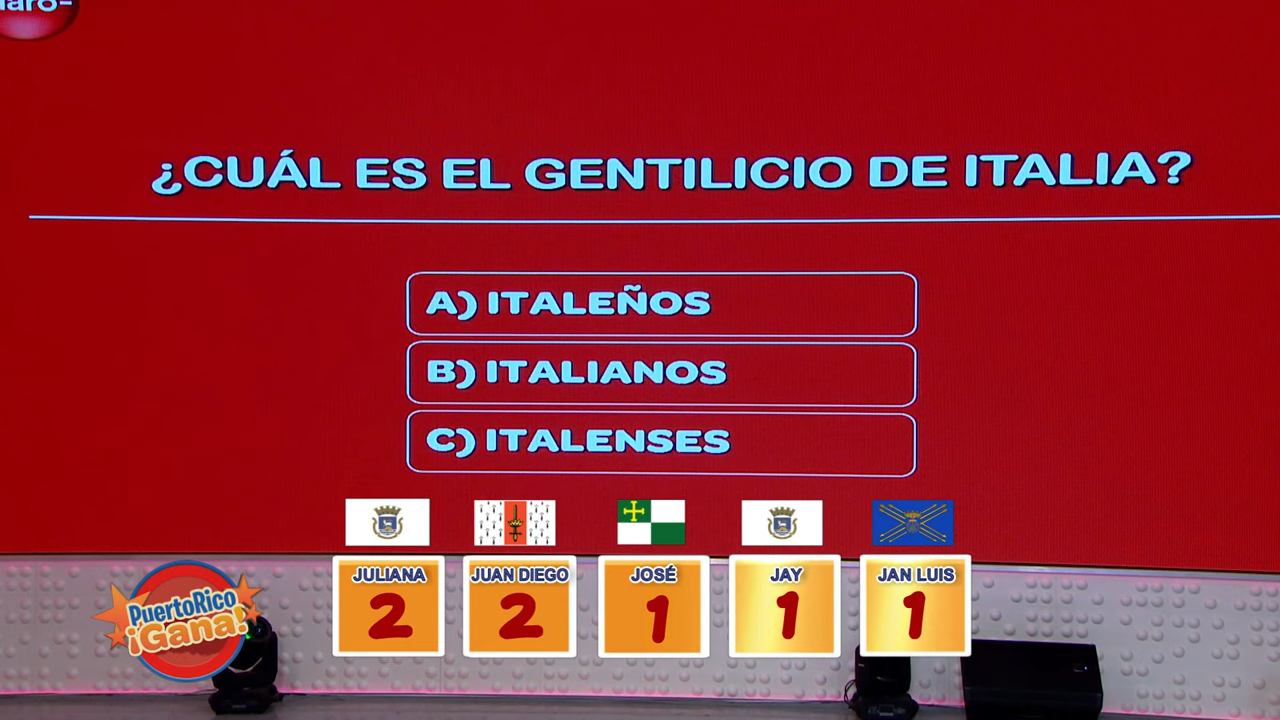 ¿CUÁL ES EL GENTILICIO DE ITALIA?
A) ITALEÑOS
B) ITALIANOS
C) ITALENSES
JULIANA JUAN DIEGO JOSÉ JAY JAN LUIS
2 2 1 1 1
PuertoRico
¡Gana!